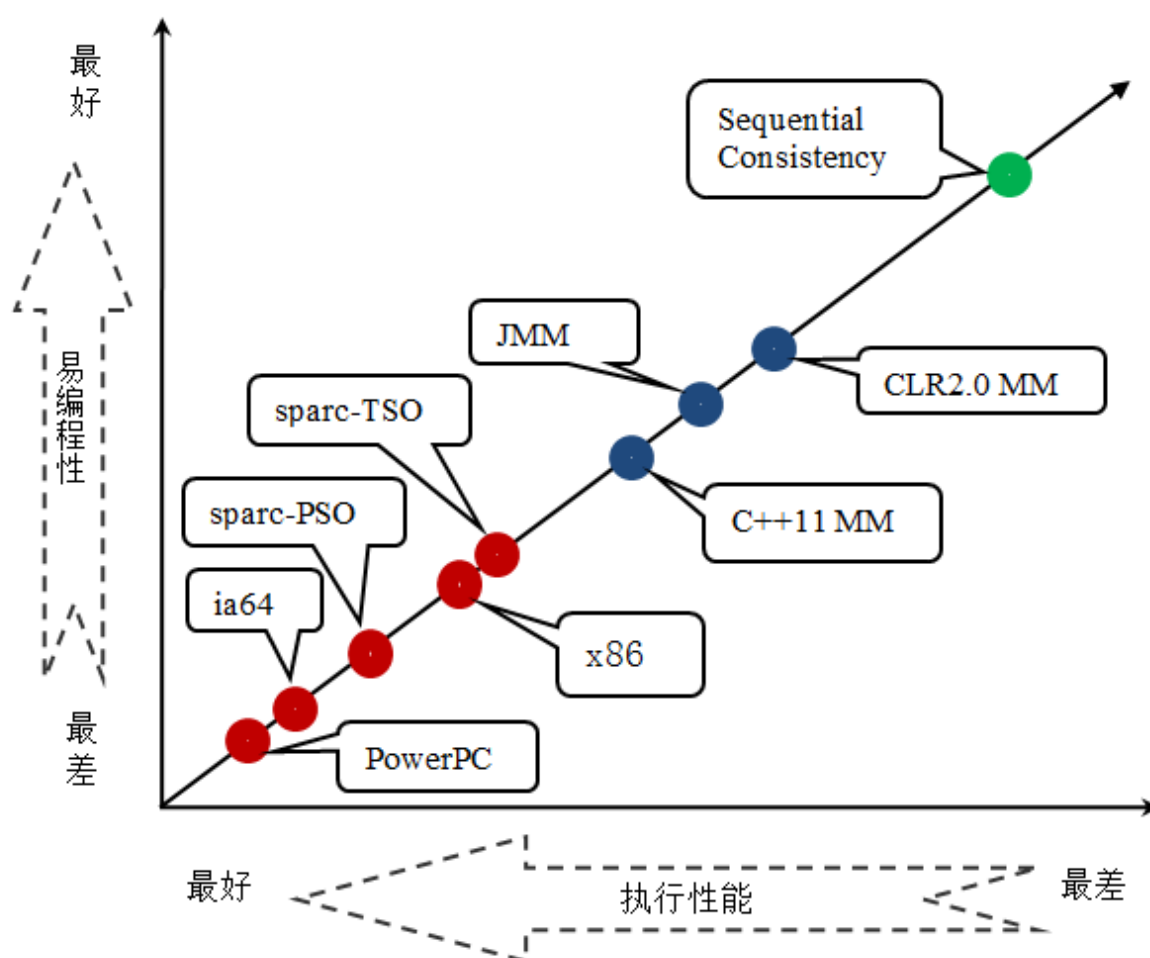 最
好
Sequential
Consistency
JMM
CLR2.0 MM
sparc-TSO
易
编
程
性
sparc-PSO
C++11 MM
ia64
x86
最
差
PowerPC
最好
执行性能
最差